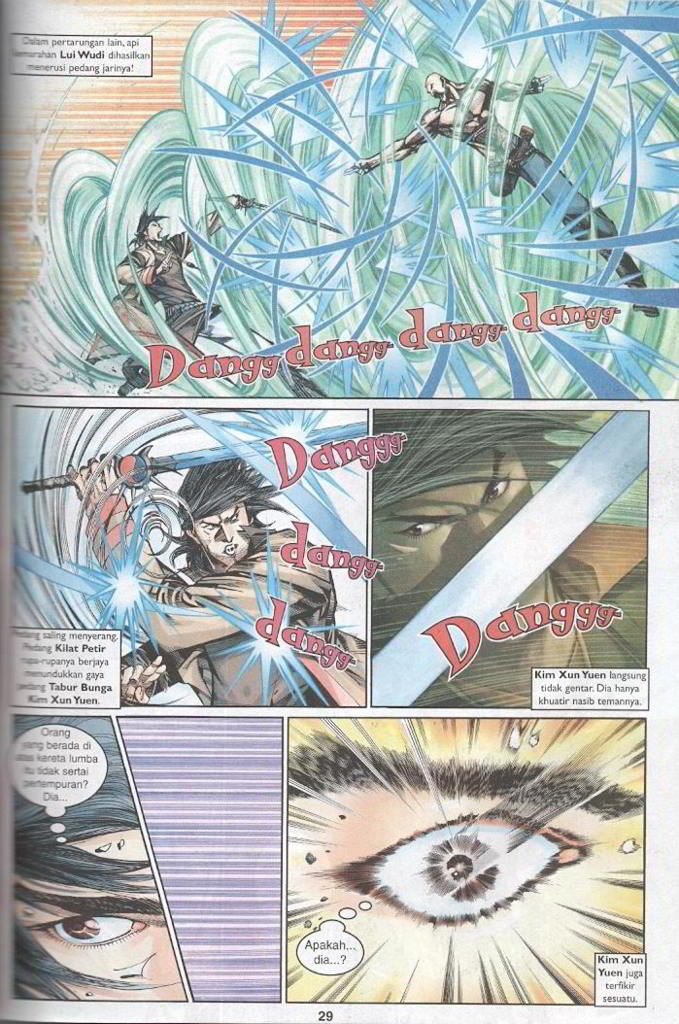 Dalam pertarungan lain, api
kemarahan Lui Wudi dihasilkan
menerusi pedang jarinya!
Dangg dangg dangg dangg
Danggg
dangg
dangg
Pedang saling menyerang.
Pedang Kilat Petir
rupa-rupanya berjaya
menundukkan gaya
pedang Tabur Bunga
Kim Xun Yuen.
Danggg
Kim Xun Yuen langsung
tidak gentar. Dia hanya
khuatir nasib temannya.
Orang
yang berada di
atas kereta lumba
itu tidak sertai
pertempuran?
Dia...
Apakah...
dia...?
Kim Xun
Yuen juga
terfikir
sesuatu.
29